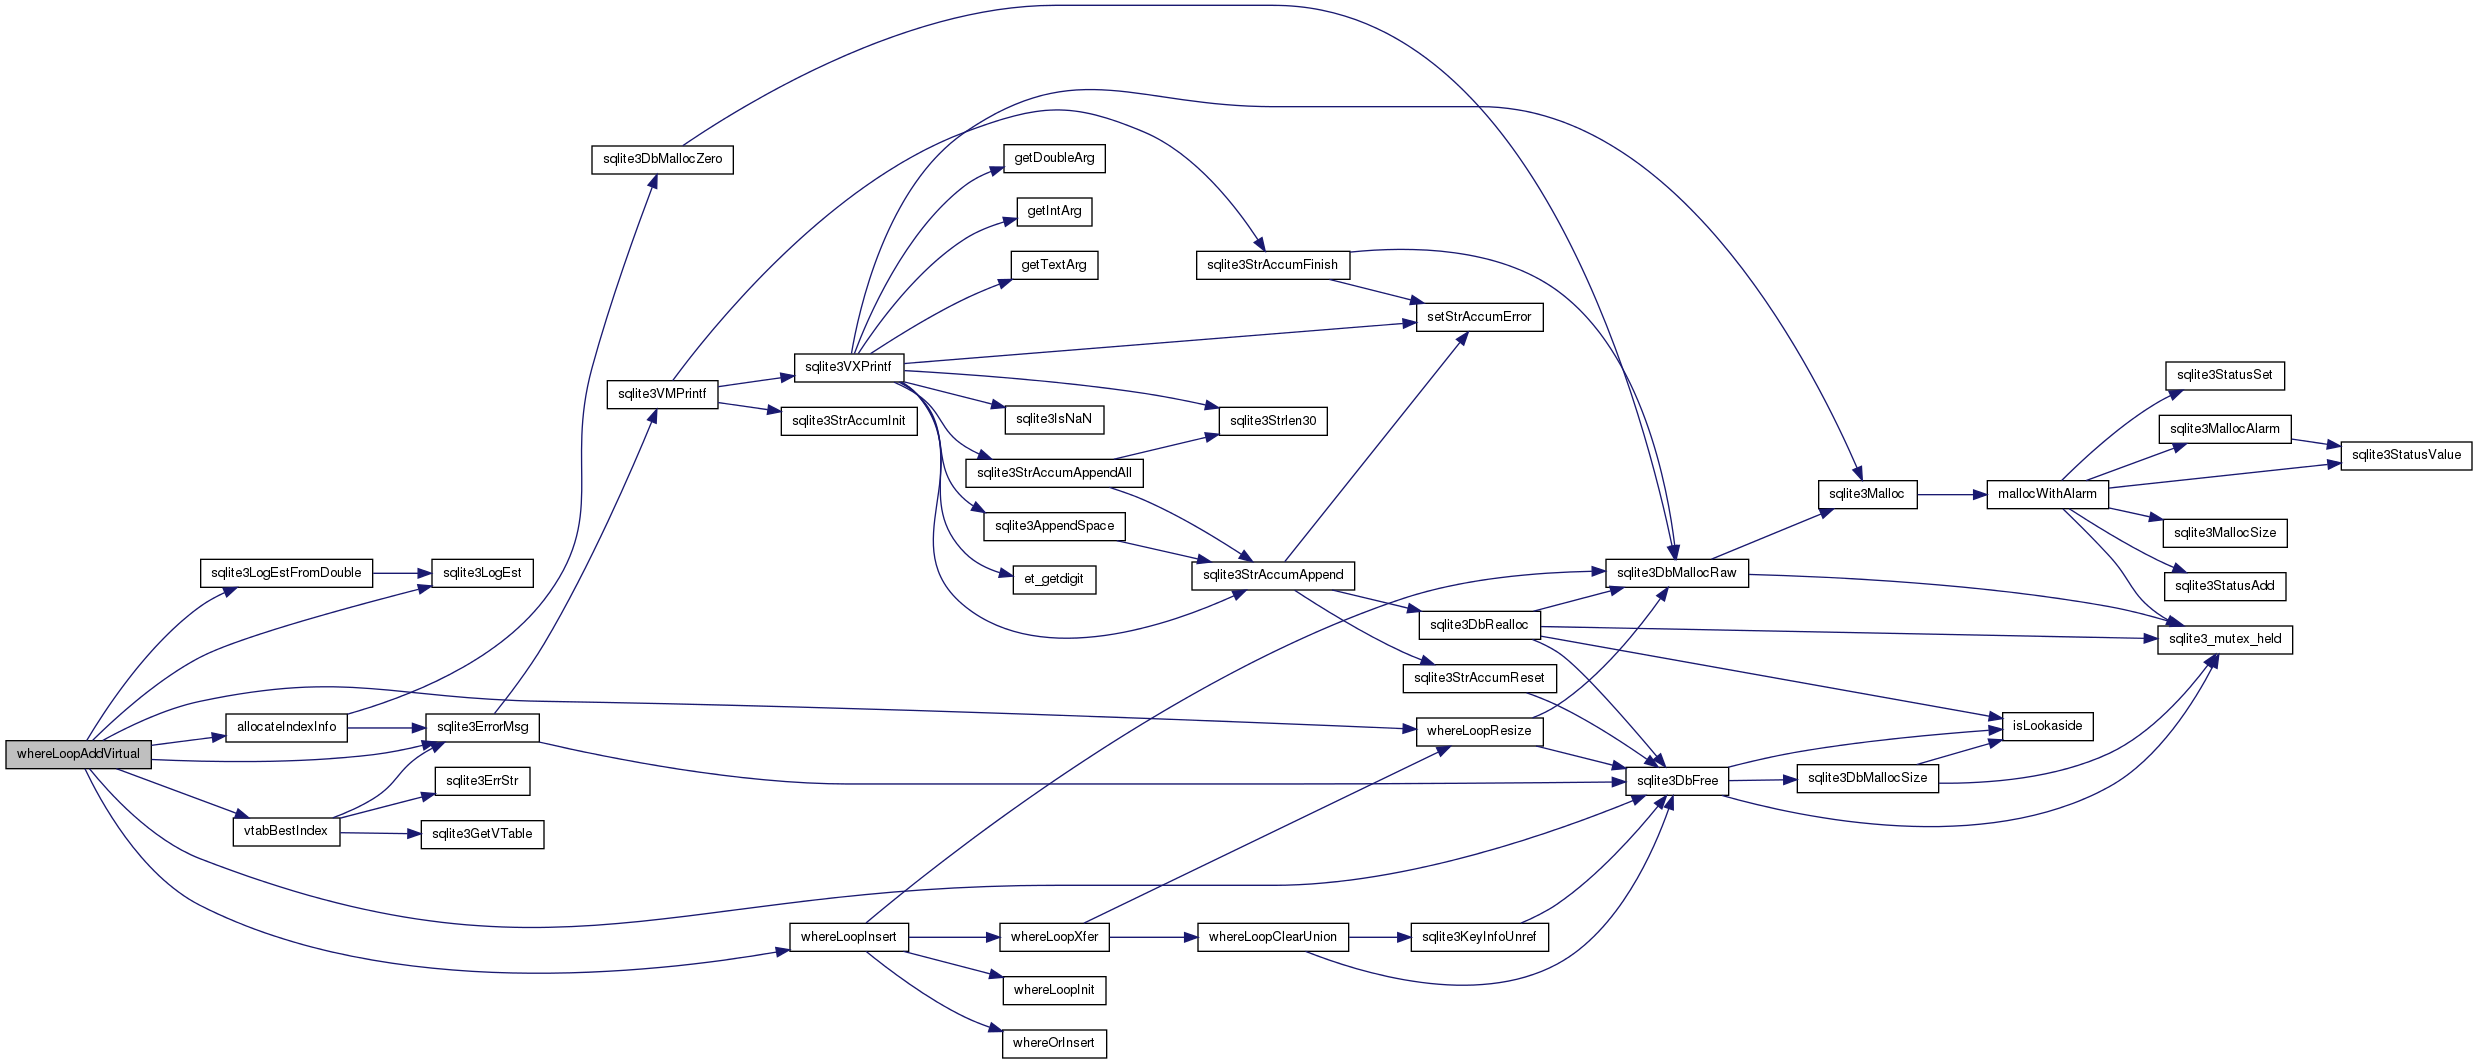 whereLoopAddVirtual
sqlite3LogEstFromDouble
sqlite3LogEst
allocateIndexInfo
sqlite3ErrorMsg
vtabBestIndex
sqlite3ErrStr
sqlite3GetVTable
sqlite3DbMallocZero
sqlite3VMPrintf
sqlite3VXPrintf
sqlite3StrAccumInit
getDoubleArg
getIntArg
getTextArg
sqlite3IsNaN
sqlite3StrAccumAppendAll
sqlite3AppendSpace
et_getdigit
sqlite3StrAccumFinish
setStrAccumError
sqlite3Strlen30
sqlite3StrAccumAppend
sqlite3DbRealloc
sqlite3StrAccumReset
whereLoopResize
whereLoopInsert
whereLoopXfer
whereLoopInit
whereOrInsert
whereLoopClearUnion
sqlite3KeyInfoUnref
sqlite3DbMallocRaw
sqlite3DbFree
sqlite3Malloc
sqlite3DbMallocSize
mallocWithAlarm
isLookaside
sqlite3StatusSet
sqlite3MallocAlarm
sqlite3StatusValue
sqlite3MallocSize
sqlite3StatusAdd
sqlite3_mutex_held